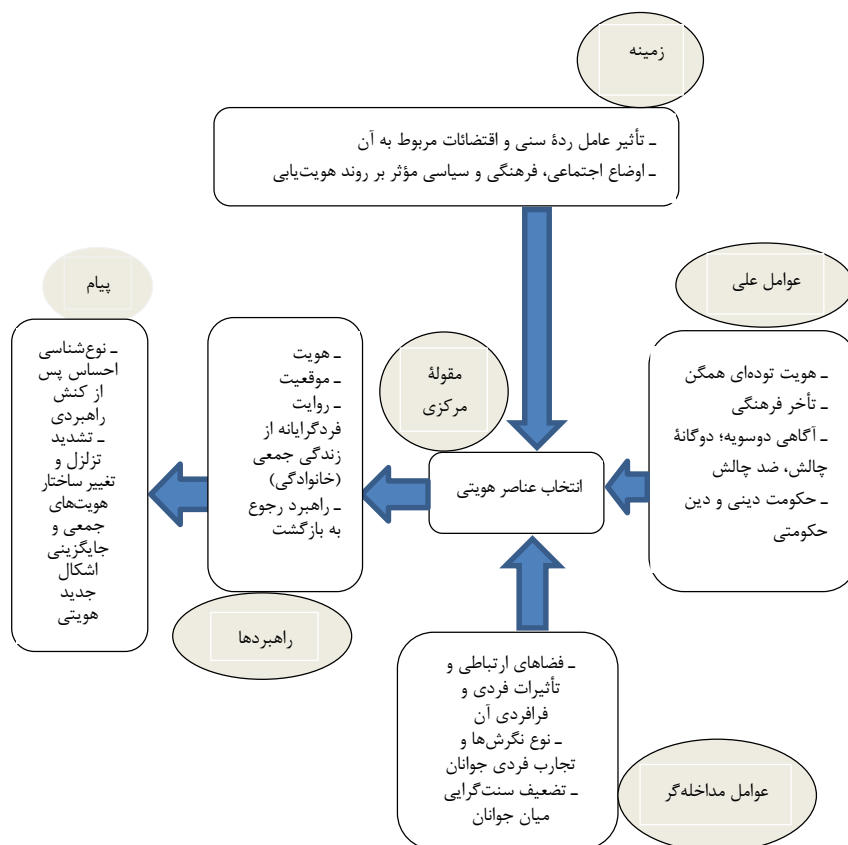 زمینه
ـ تأثیر عامل ردۀ سنی و اقتضائات مربوط به آن
ـ اوضاع اجتماعی، فرهنگی و سیاسی مؤثر بر روند هویت‌یابی
عوامل علی
ـ هویت توده‌ای همگن
ـ تأخر فرهنگی
ـ آگاهی دوسویه؛ دوگانۀ
چالش، ضد چالش
ـ حکومت دینی و دین
حکومتی
مقولۀ
مرکزی
انتخاب عناصر هویتی
ـ هویت
ـ موقعیت
ـ روایت
فردگرایانه از
زندگی جمعی
(خانوادگی)
ـ راهبرد رجوع
به بازگشت
راهبردها
پیام
ـ نوع‌شناسی
احساس پس
از کنش
راهبردی
ـ تشدید
تزلزل و
تغییر ساختار
هویت‌های
جمعی و
جایگزینی
اشکال
جدید
هویتی
ـ فضاهای ارتباطی و
تأثیرات فردی و
فرافردی آن
ـ نوع نگرش‌ها و
تجارب فردی جوانان
ـ تضعیف سنت‌گرایی
میان جوانان
عوامل مداخله‌گر